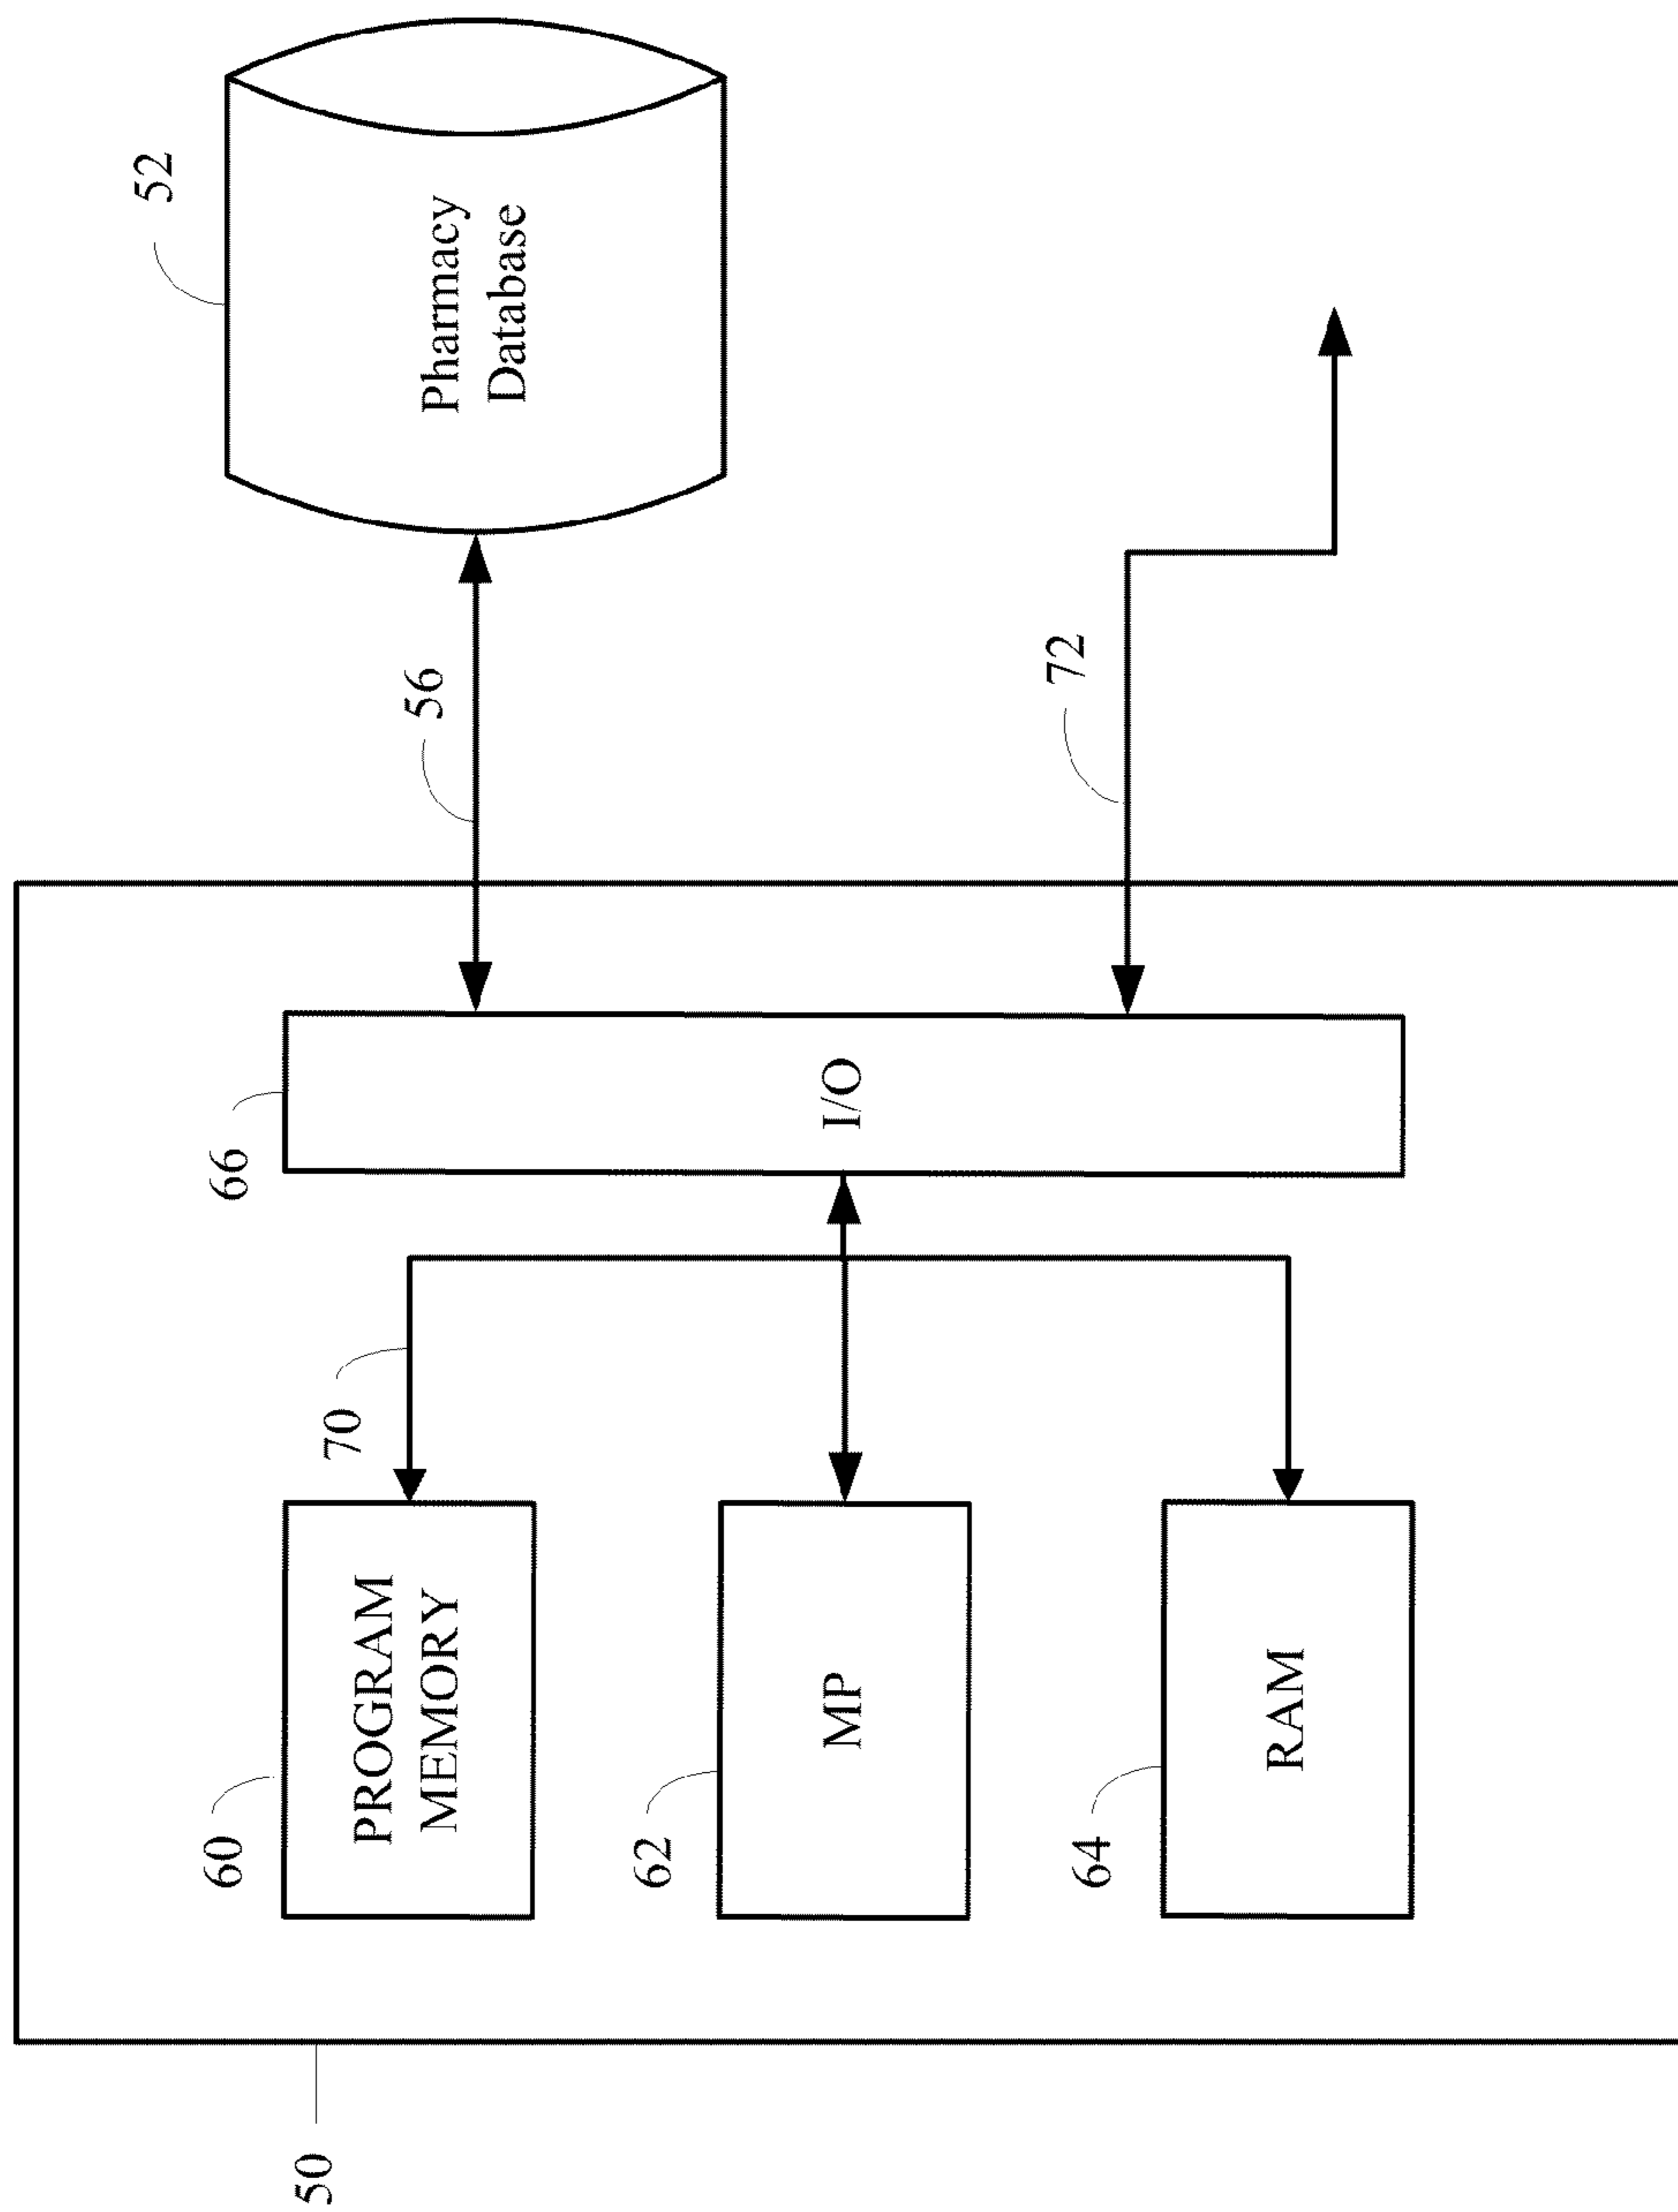 52
60
66
50
70
PROGRAM
MEMORY
56
Pharmacy
Database
62
MP
I/O
72
64
RAM